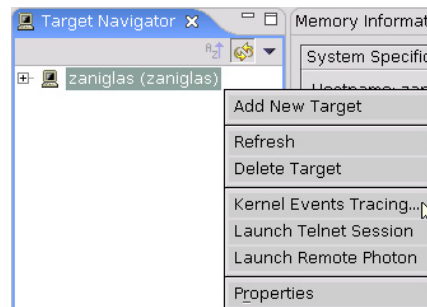 Target Navigator
Memory Informat
System Specific
zaniglas (zaniglas)
Add New Target
Refresh
Delete Target
Kernel Events Tracing...
Launch Telnet Session
Launch Remote Photon
Properties